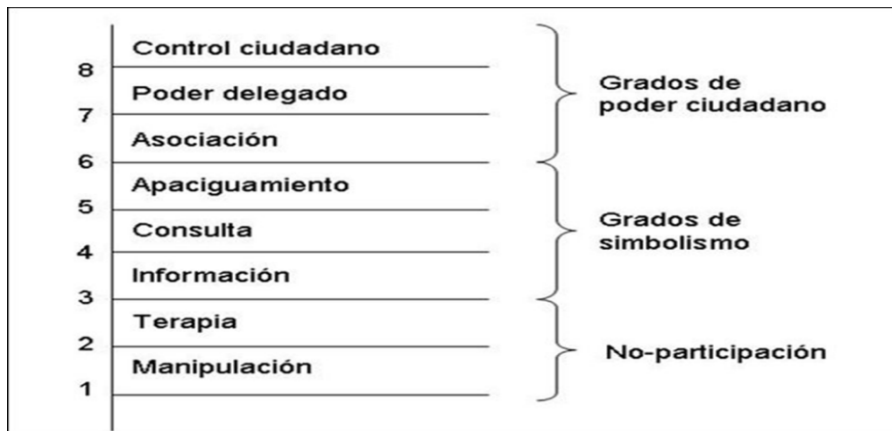 Control ciudadano
8
Poder delegado
7
Asociación
6
Apaciguamiento
5
Consulta
4
Información
3
Terapia
2
Manipulación
1
Grados de
poder ciudadano
Grados de
simbolismo
No-participación